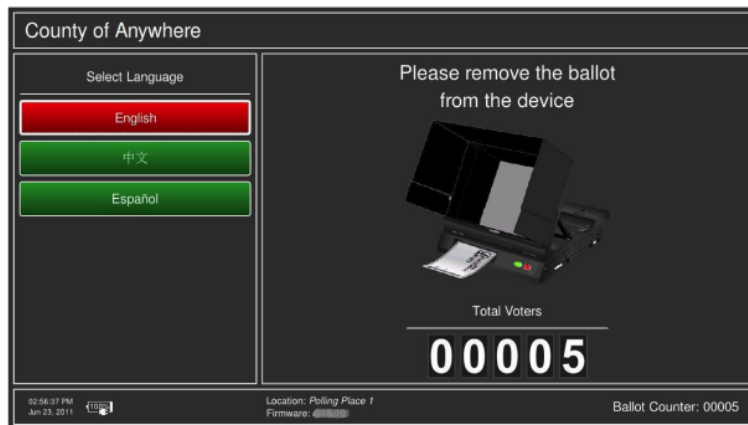 County of Anywhere
Select Language
English
中文
Español
Please remove the ballot
from the device
Total Voters
00005
02:56:37 PM
Jun 23, 2011
Location: Polling Place 1
Firmware:
Ballot Counter: 00005